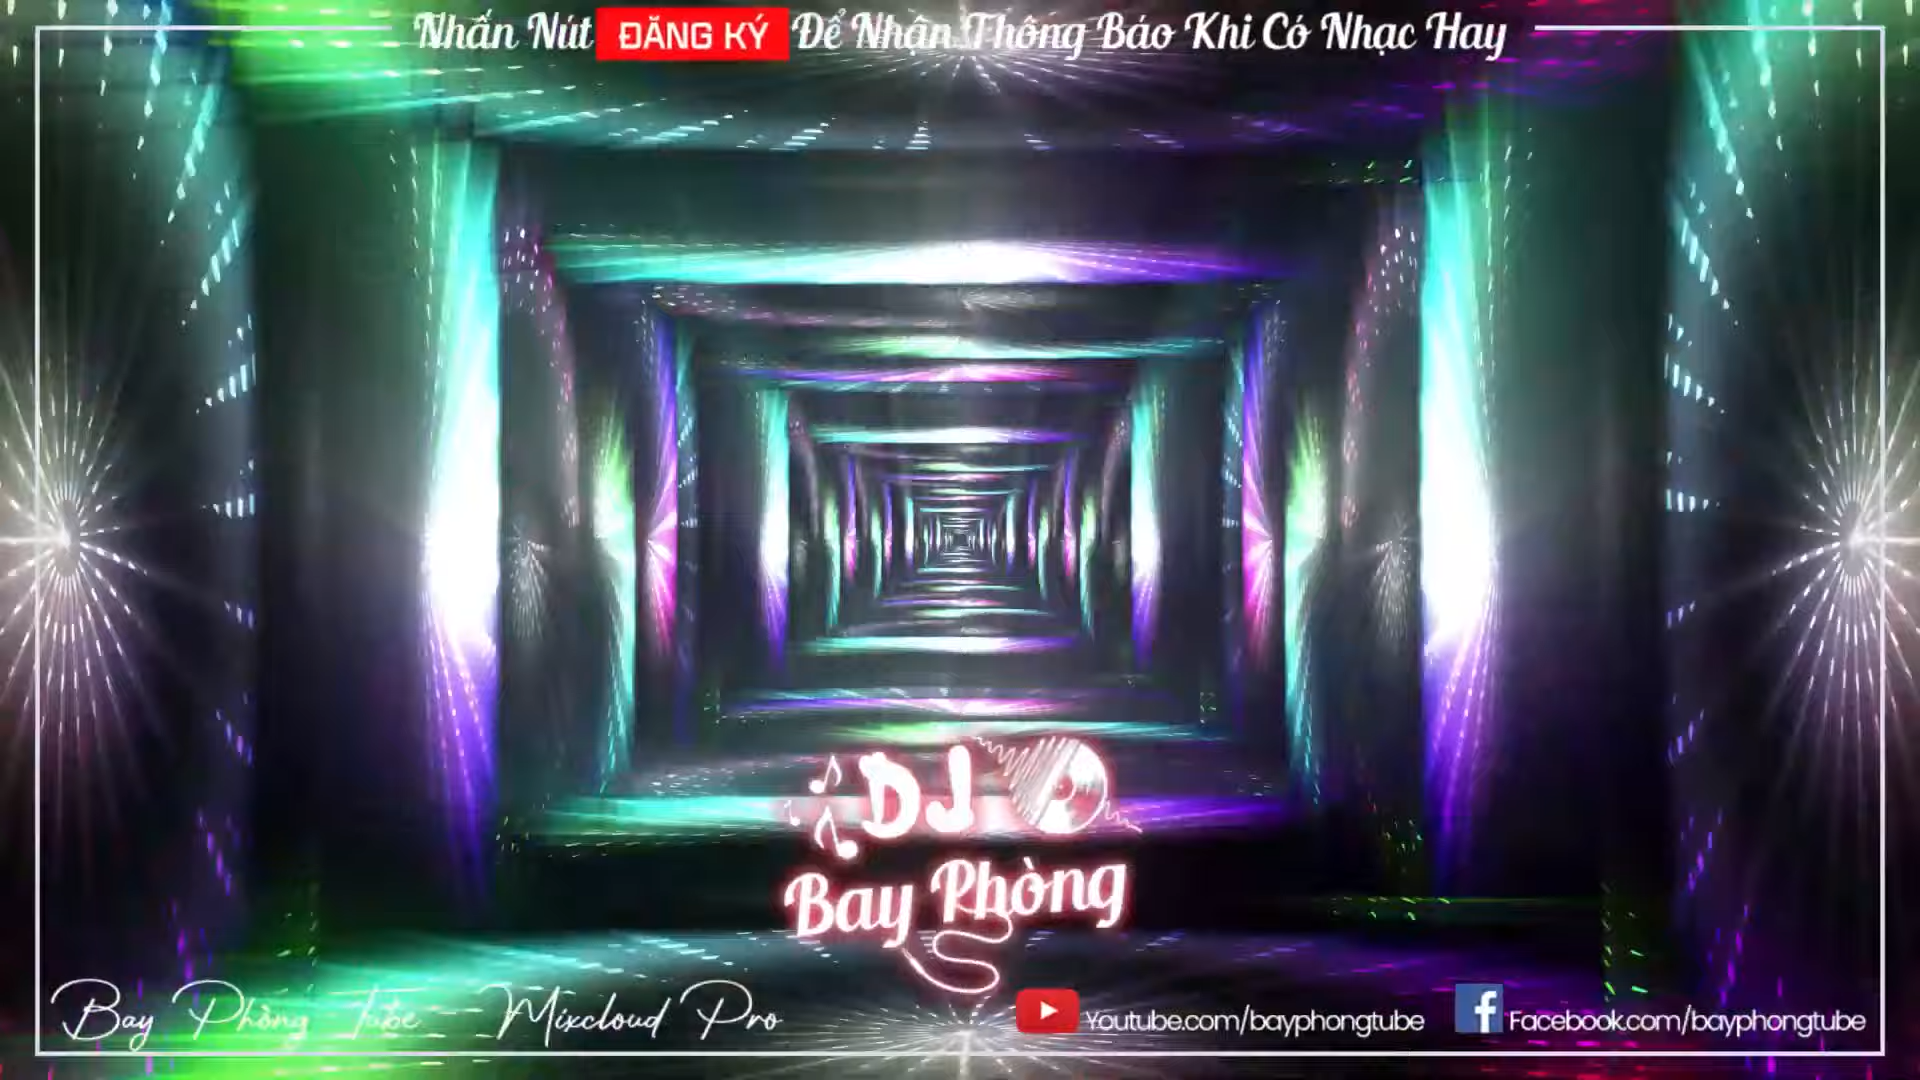 Nhấn Nút ĐĂNG KÝ Để Nhận Thông Báo Khi Có Nhạc Hay
DJ
Bay Phòng
Bay Phòng Tube Mixcloud Pro
Youtube.com/bayphongtube
Facebook.com/bayphongtube